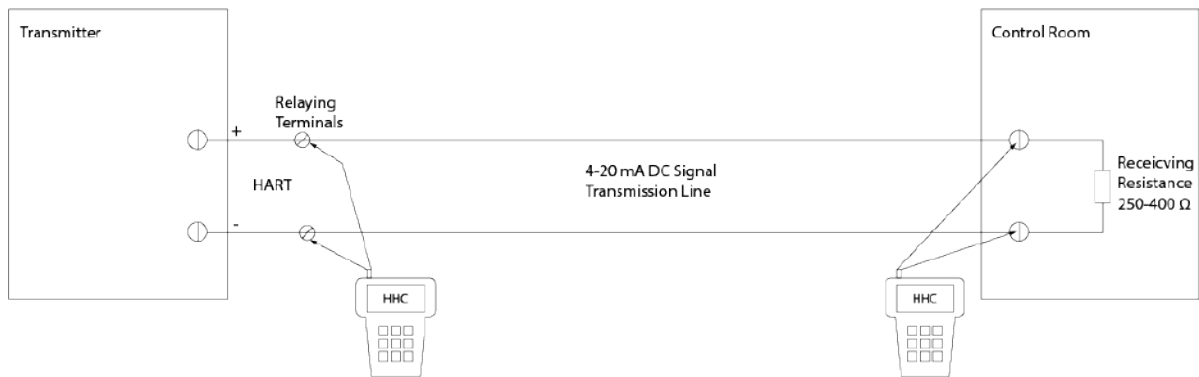 Transmitter
Control Room
Relaying
Terminals
+
HART
-
4-20 mA DC Signal
Transmission Line
Receicving
Resistance
250-400 Ω
HHC
HHC